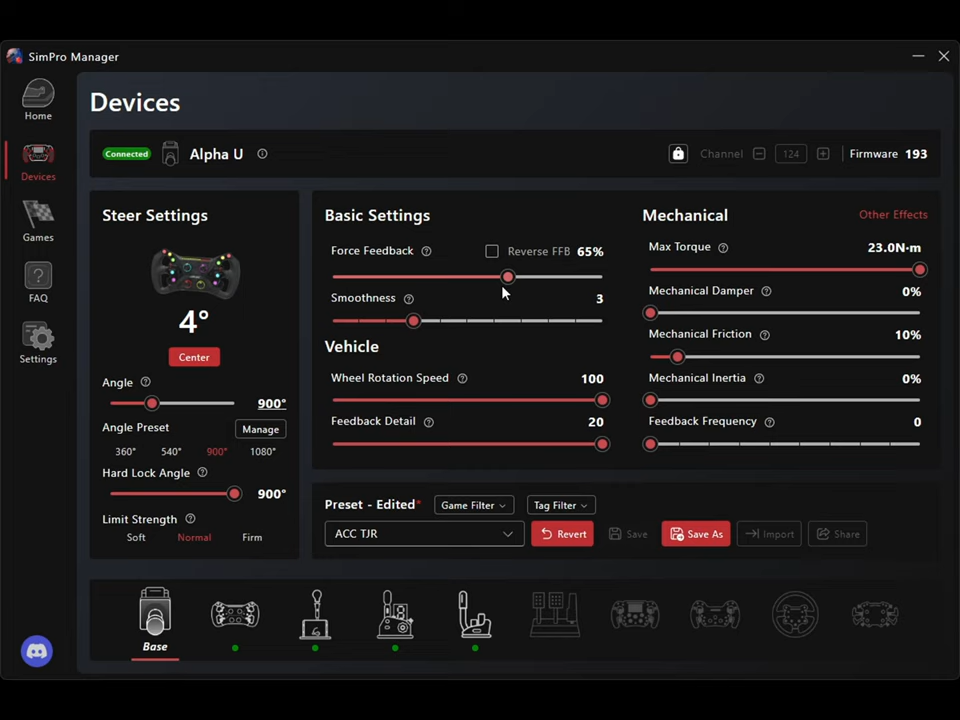 SimPro Manager
Home
Devices
Games
FAQ
Settings
Devices
Connected
Alpha U
Channel
124
Firmware 193
Steer Settings
4°
Center
Angle
900°
Angle Preset
Manage
360° 540° 900° 1080°
Hard Lock Angle
900°
Limit Strength
Soft Normal Firm
Basic Settings
Force Feedback
Reverse FFB 65%
Smoothness
3
Vehicle
Wheel Rotation Speed
100
Feedback Detail
20
Mechanical
Other Effects
Max Torque
23.0N·m
Mechanical Damper
0%
Mechanical Friction
10%
Mechanical Inertia
0%
Feedback Frequency
0
Preset - Edited*
Game Filter
Tag Filter
ACC TJR
Revert
Save
Save As
Import
Share
Base